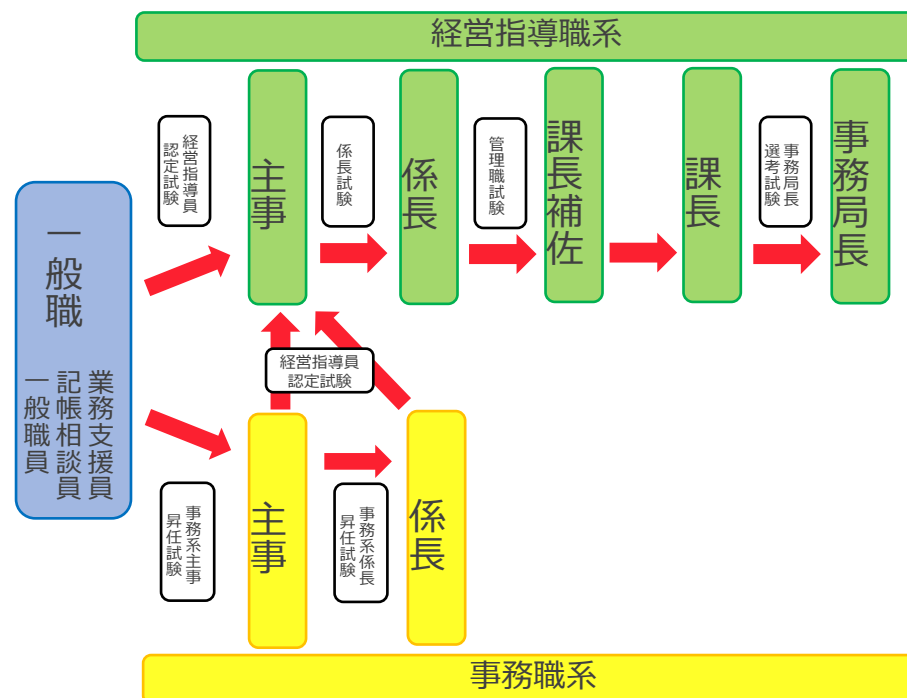 経営指導職系
経営指導員
認定試験
主事
係長試験
係長
管理職試験
課長補佐
課長
事務局長
選考試験
事務局長
一般職
業務支援員
記帳相談員
一般職員
経営指導員
認定試験
事務系主事
昇任試験
主事
事務系係長
昇任試験
係長
事務職系